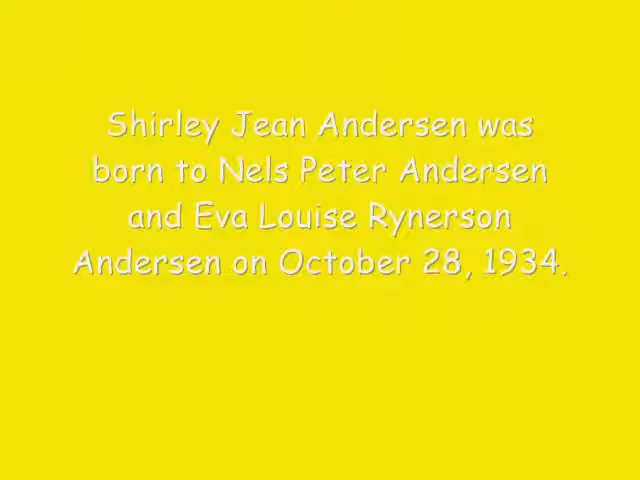 Shirley Jean Andersen was
born to Nels Peter Andersen
and Eva Louise Rynerson
Andersen on October 28, 1934.